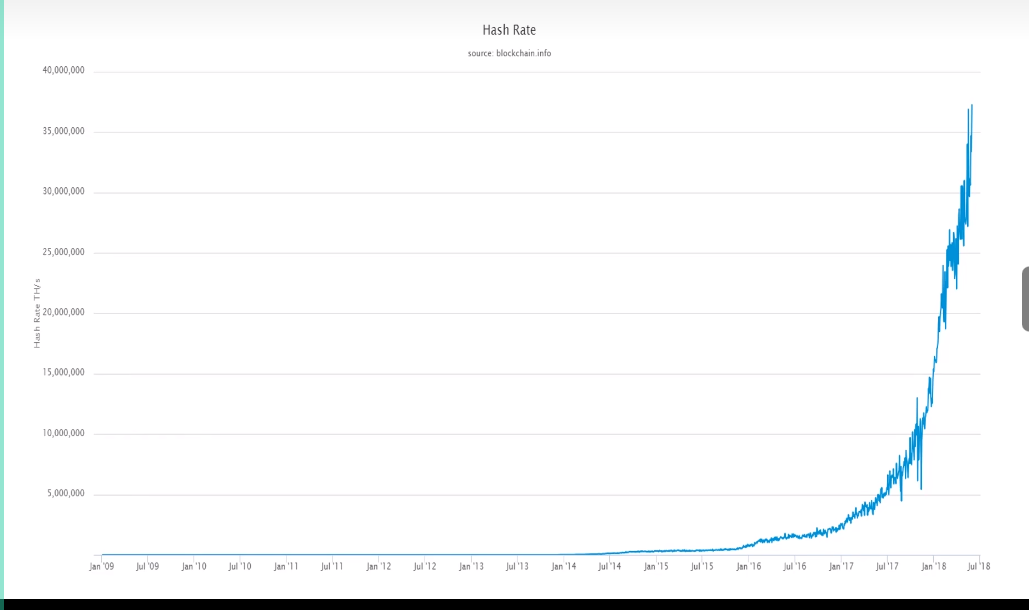 Hash Rate
source: blockchain.info
40,000,000
35,000,000
30,000,000
25,000,000
20,000,000
15,000,000
10,000,000
5,000,000
Hash Rate TH/s
Jan '09 Jul '09 Jan '10 Jul '10 Jan '11 Jul '11 Jan '12 Jul '12 Jan '13 Jul '13 Jan '14 Jul '14 Jan '15 Jul '15 Jan '16 Jul '16 Jan '17 Jul '17 Jan '18 Jul '18